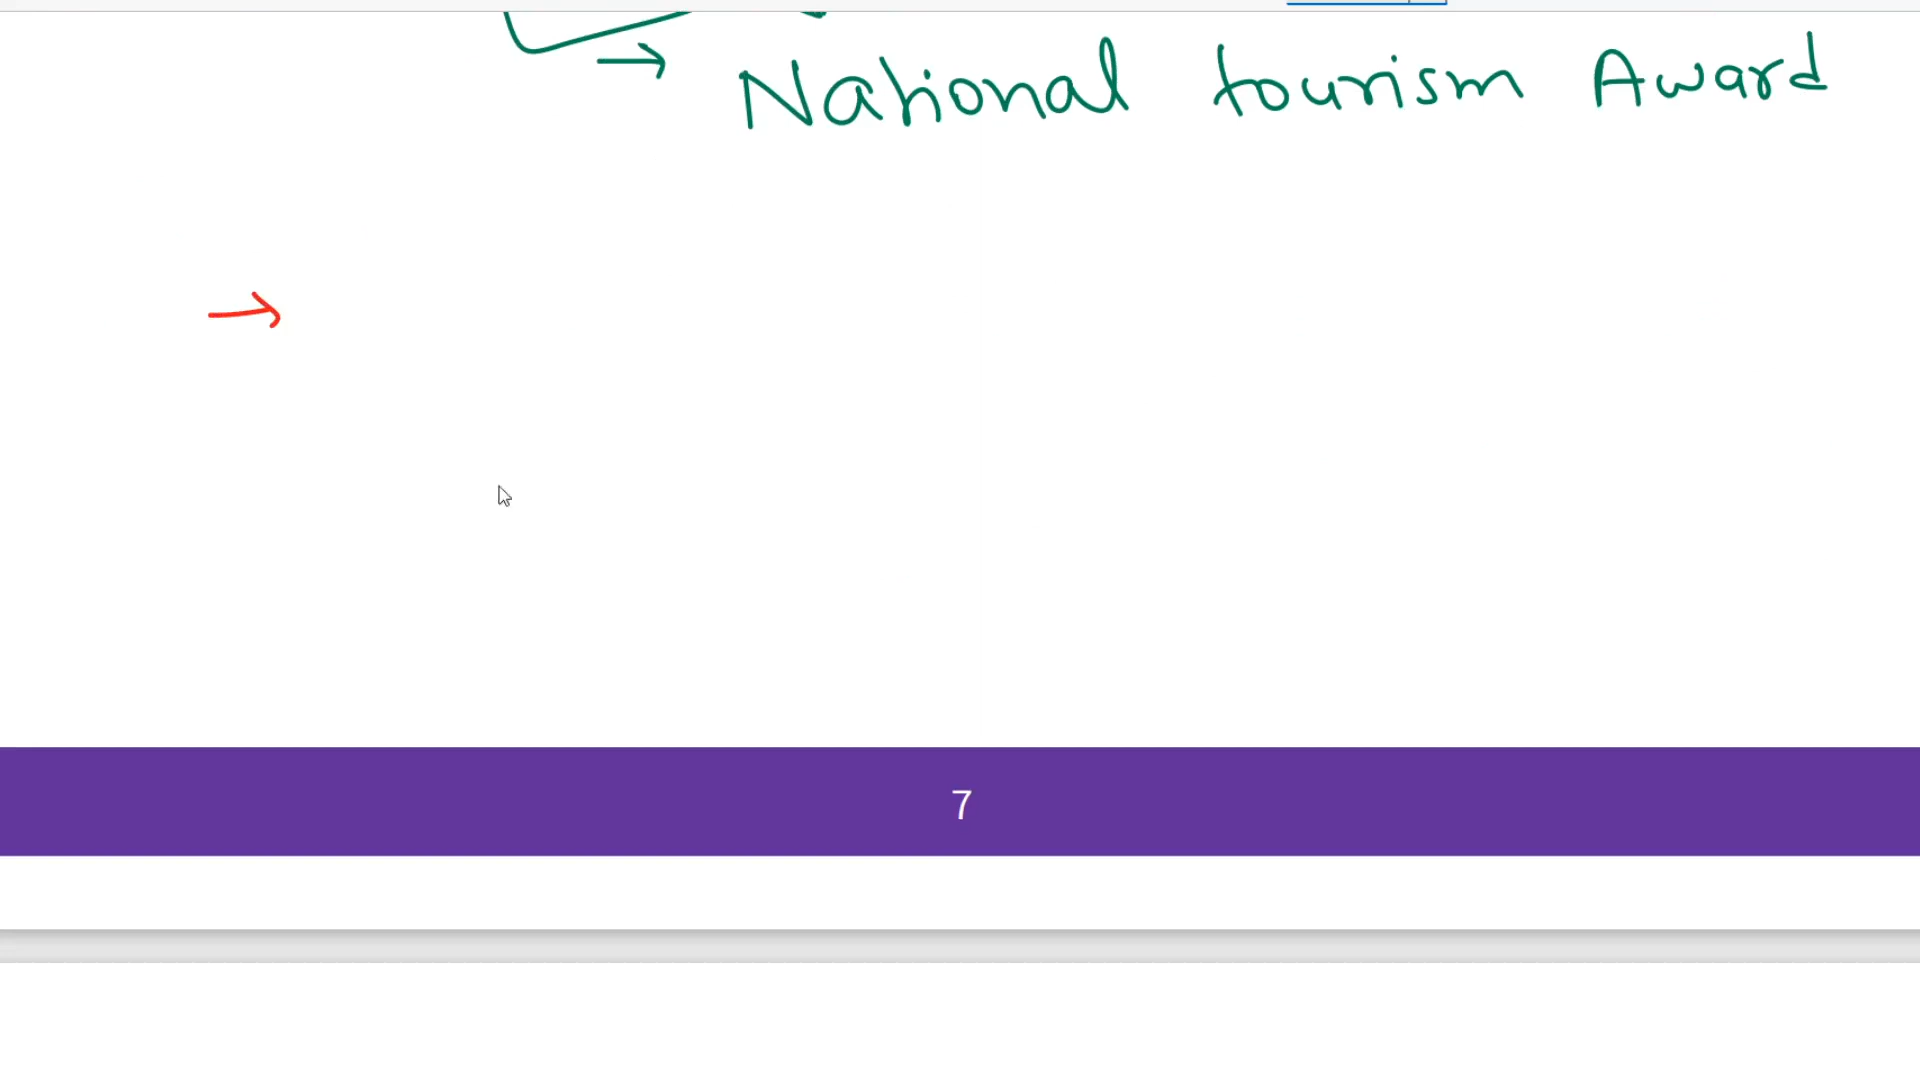 → National tourism Award
→
7